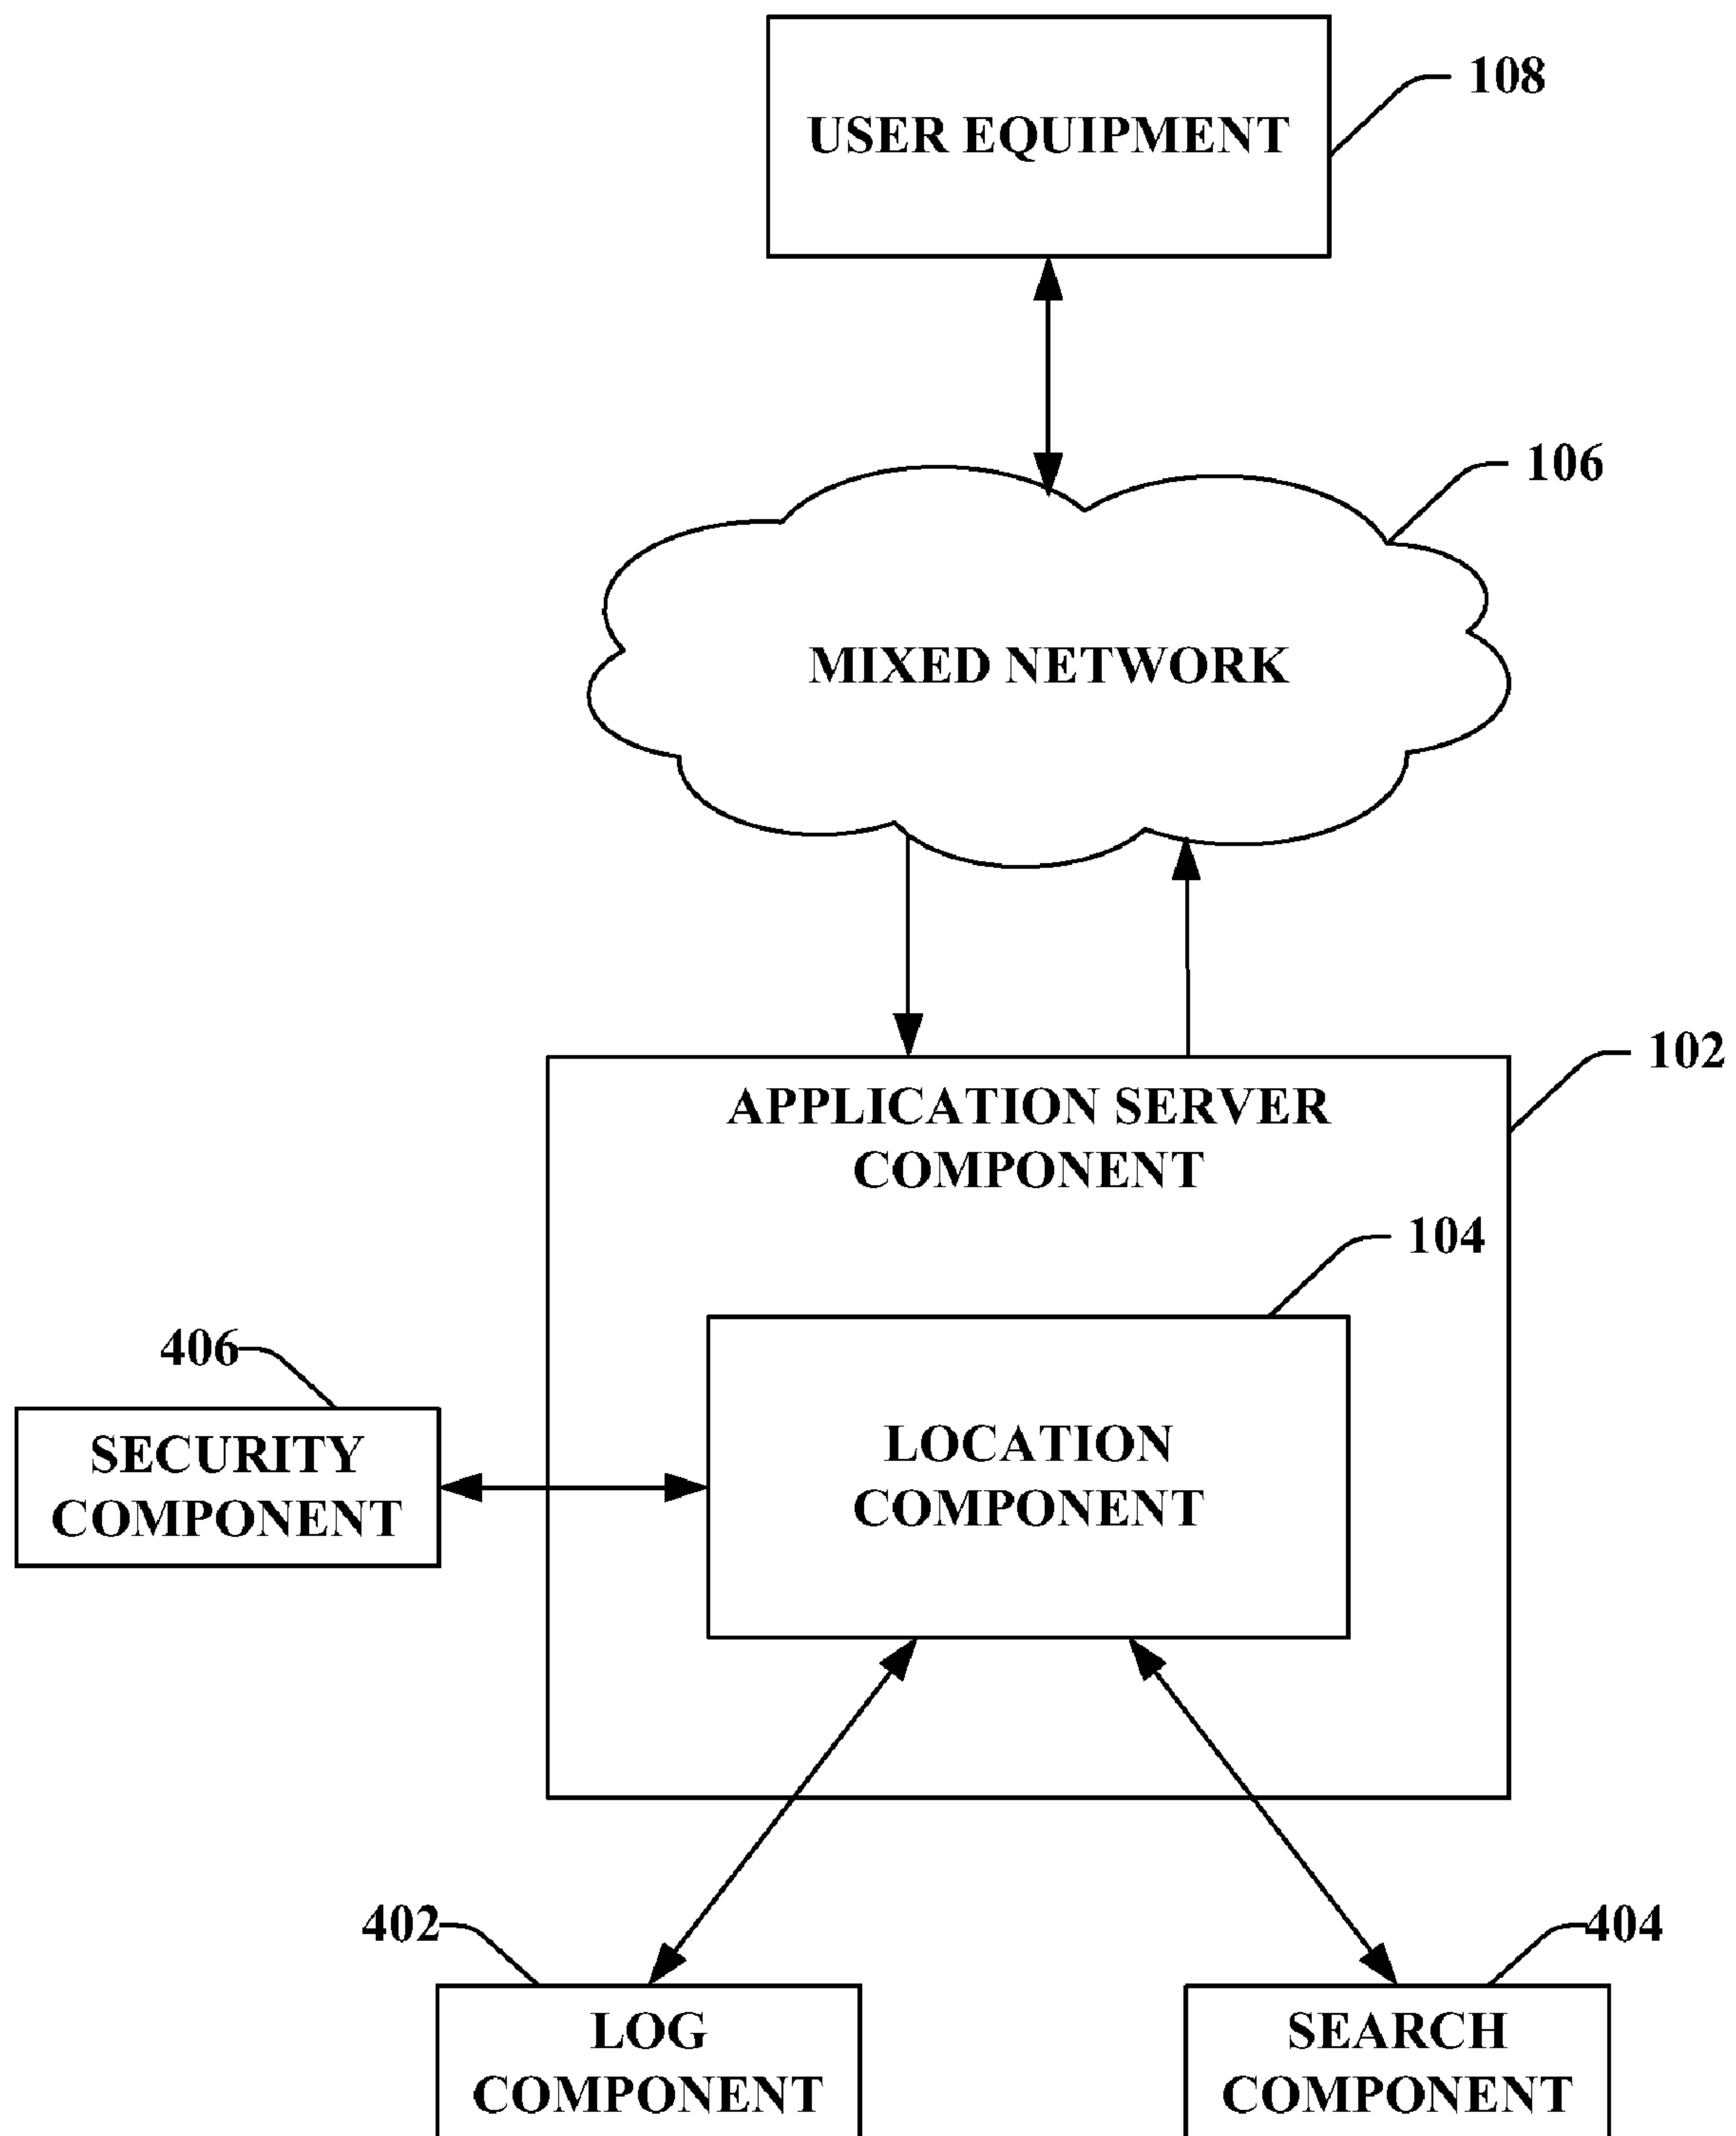 108
USER EQUIPMENT
106
MIXED NETWORK
102
APPLICATION SERVER
COMPONENT
104
406
SECURITY
COMPONENT
LOCATION
COMPONENT
402
404
LOG
COMPONENT
SEARCH
COMPONENT